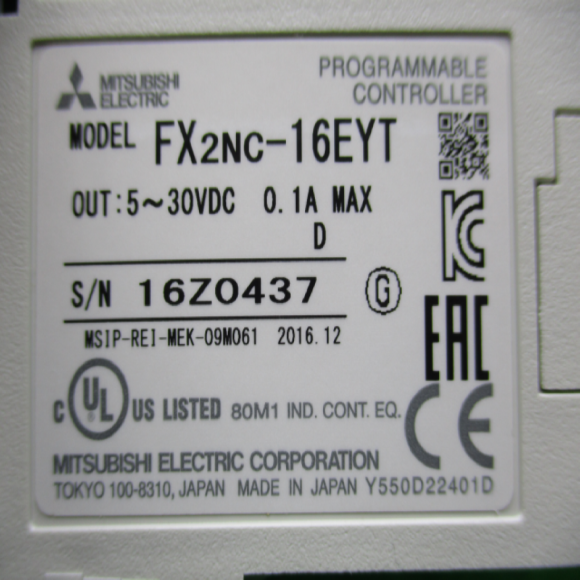 MITSUBISHI
ELECTRIC
PROGRAMMABLE
CONTROLLER
MODEL FX2NC-16EYT
OUT:5~30VDC 0.1A MAX
D
S/N 16Z0437 G
MSIP-REI-MEK-09M061 2016.12
EAC
C UL US LISTED 80M1 IND. CONT. EQ. CE
MITSUBISHI ELECTRIC CORPORATION
TOKYO 100-8310, JAPAN MADE IN JAPAN Y550D22401D